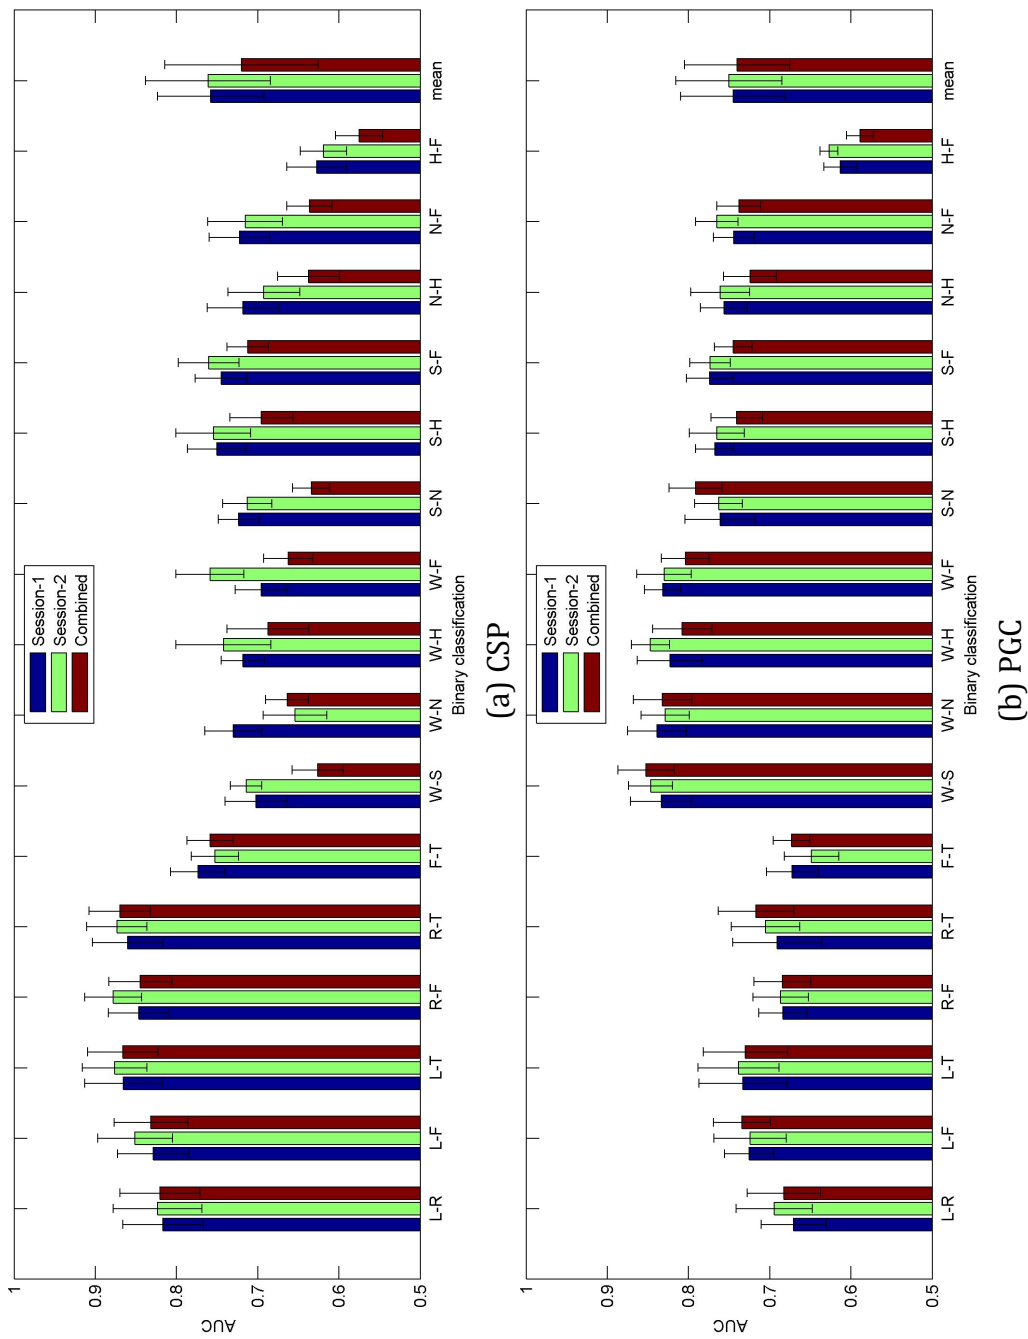 1
0.9
0.8
0.7
0.6
0.5
AUC
L-R
L-F
L-T
R-F
R-T
F-T
W-S
W-N
W-H
W-F
S-N
S-H
S-F
N-H
N-F
H-F
mean
Binary classification
Session-1
Session-2
Combined
(a) CSP
1
0.9
0.8
0.7
0.6
0.5
AUC
L-R
L-F
L-T
R-F
R-T
F-T
W-S
W-N
W-H
W-F
S-N
S-H
S-F
N-H
N-F
H-F
mean
Binary classification
Session-1
Session-2
Combined
(b) PGC